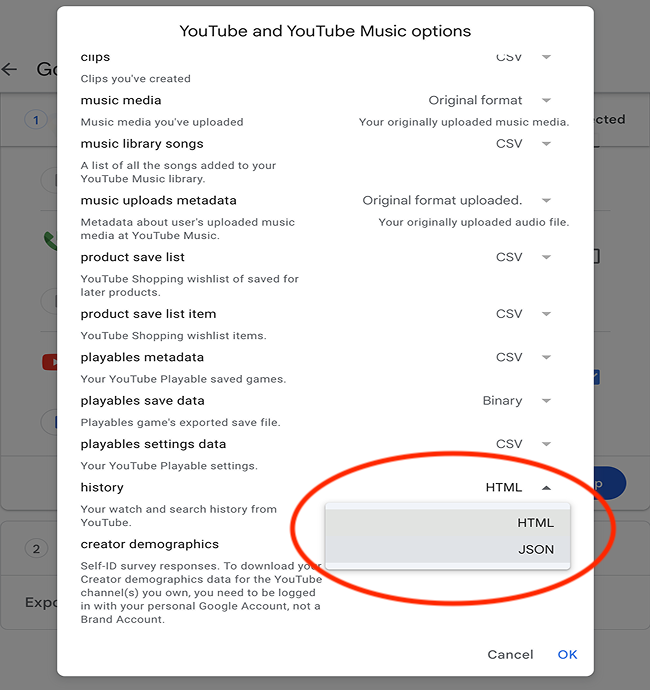 YouTube and YouTube Music options
Go
clips CSV
Clips you've created
music media Original format
Music media you've uploaded Your originally uploaded music media.
1 cted
music library songs CSV
A list of all the songs added to your
YouTube Music library.
music uploads metadata Original format uploaded.
Metadata about user's uploaded music Your originally uploaded audio file.
media at YouTube Music.
product save list CSV
YouTube Shopping wishlist of saved for
later products.
product save list item CSV
YouTube Shopping wishlist items.
playables metadata CSV
Your YouTube Playable saved games.
playables save data Binary
Playables game's exported save file.
playables settings data CSV
Your YouTube Playable settings.
history HTML
p
Your watch and search history from
YouTube.
HTML
2
creator demographics JSON
Self-ID survey responses. To download your
Creator demographics data for the YouTube
channel(s) you own, you need to be logged
in with your personal Google Account, not a
Brand Account.
Expo
Cancel OK